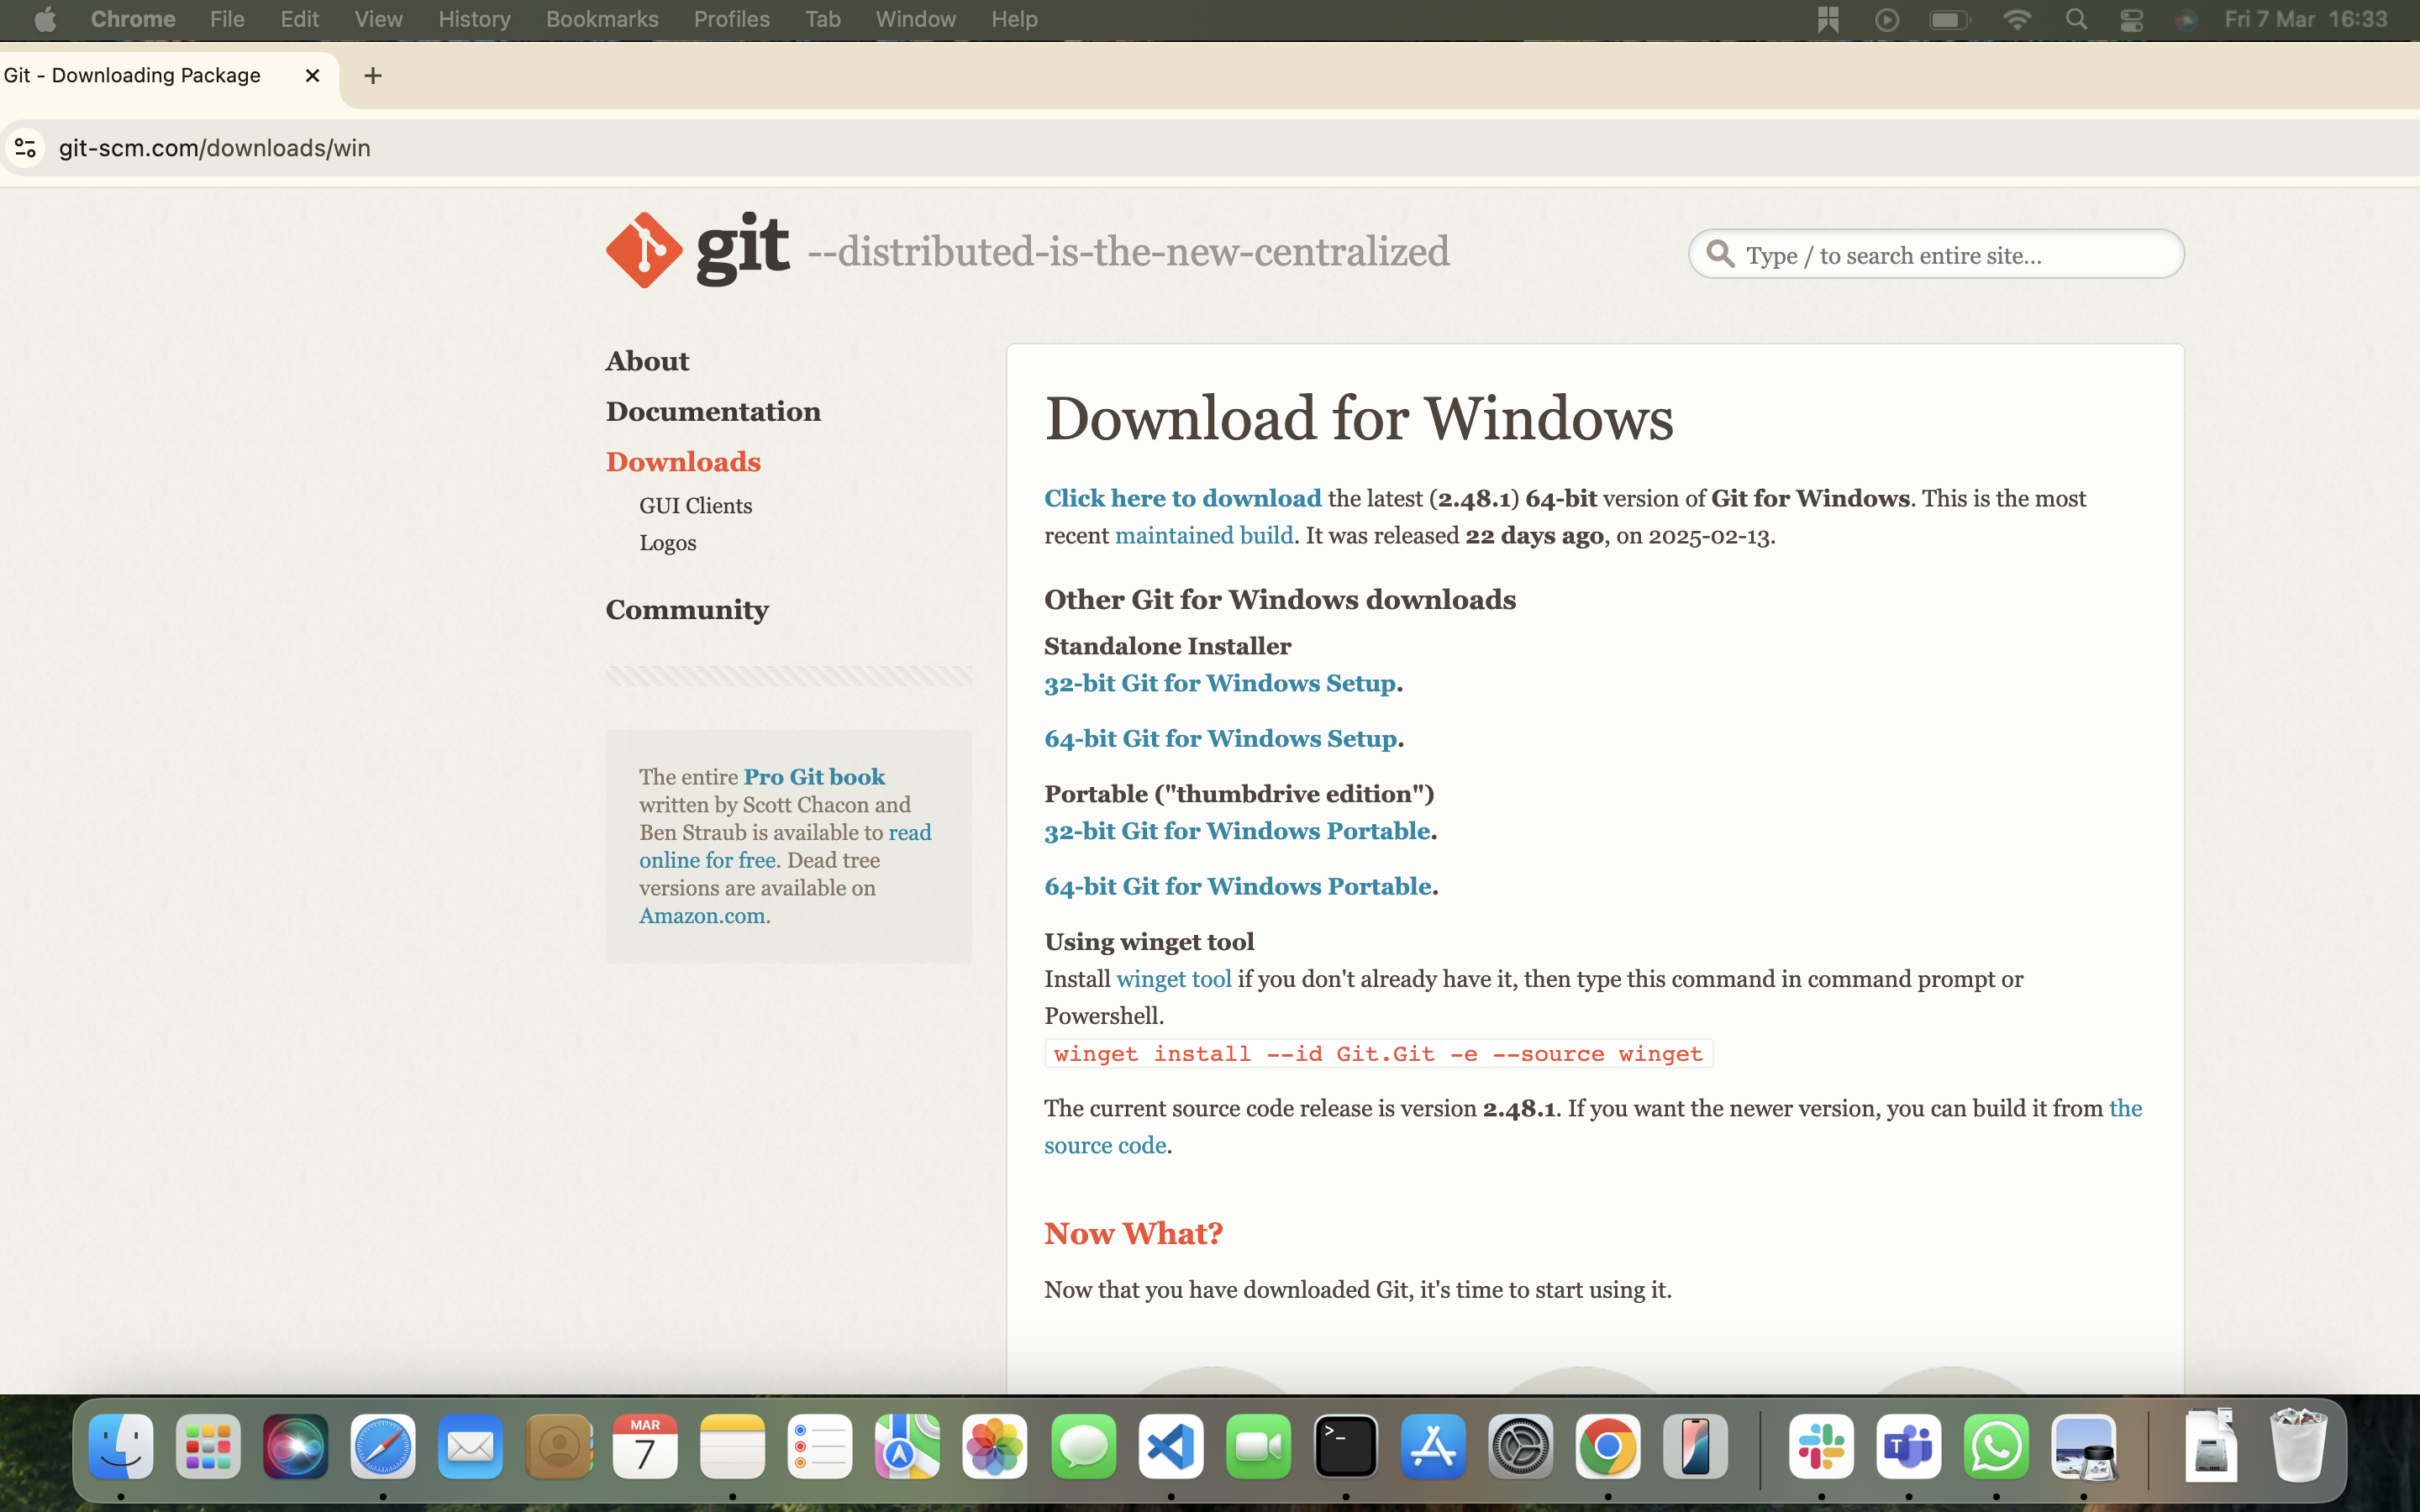 Chrome File Edit View History Bookmarks Profiles Tab Window Help Fri 7 Mar 16:33
Git - Downloading Package
git-scm.com/downloads/win
git --distributed-is-the-new-centralized
Type / to search entire site...
About
Documentation
Downloads
GUI Clients
Logos
Community
The entire Pro Git book
written by Scott Chacon and
Ben Straub is available to read
online for free. Dead tree
versions are available on
Amazon.com.
Download for Windows
Click here to download the latest (2.48.1) 64-bit version of Git for Windows. This is the most
recent maintained build. It was released 22 days ago, on 2025-02-13.
Other Git for Windows downloads
Standalone Installer
32-bit Git for Windows Setup.
64-bit Git for Windows Setup.
Portable ("thumbdrive edition")
32-bit Git for Windows Portable.
64-bit Git for Windows Portable.
Using winget tool
Install winget tool if you don't already have it, then type this command in command prompt or
Powershell.
winget install --id Git.Git -e --source winget
The current source code release is version 2.48.1. If you want the newer version, you can build it from the
source code.
Now What?
Now that you have downloaded Git, it's time to start using it.
MAR
7
>_
T